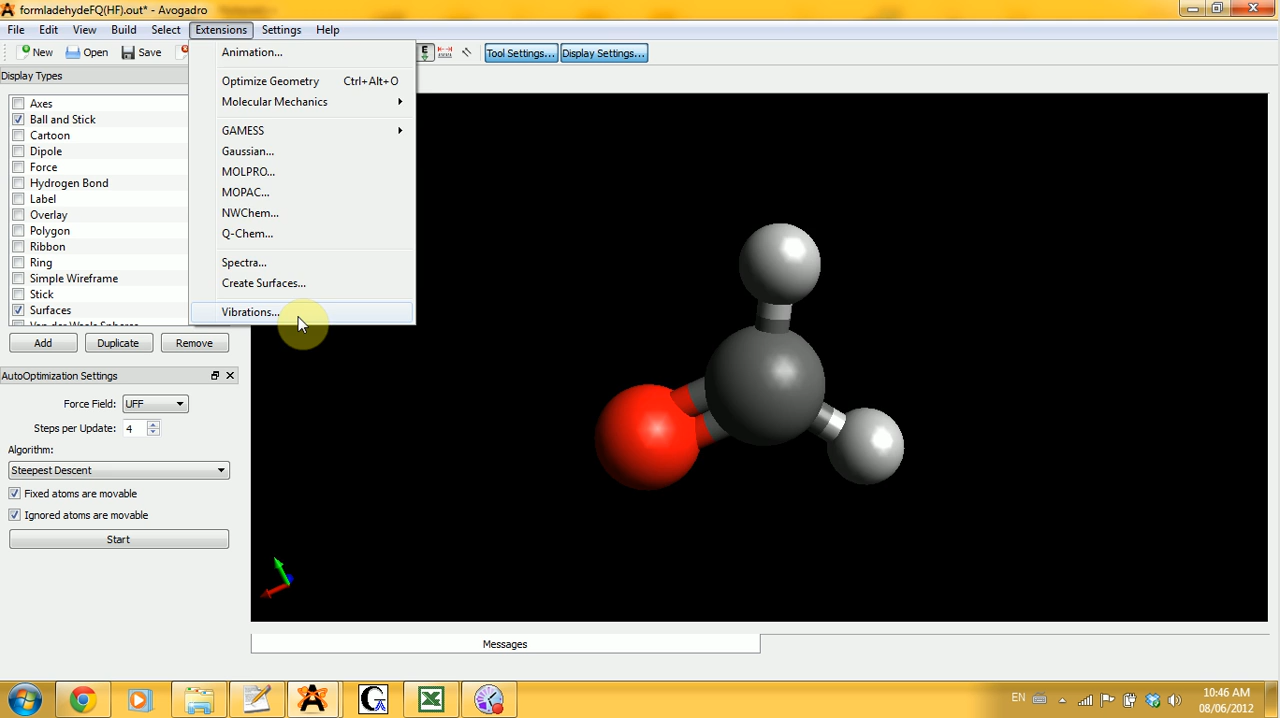 formladehydeFQ(HF).out* - Avogadro
File Edit View Build Select Extensions Settings Help
New Open Save Tool Settings... Display Settings...
Display Types
Axes
Ball and Stick
Cartoon
Dipole
Force
Hydrogen Bond
Label
Overlay
Polygon
Ribbon
Ring
Simple Wireframe
Stick
Surfaces
Van der Waals Spheres
Add Duplicate Remove
Animation...
Optimize Geometry Ctrl+Alt+O
Molecular Mechanics
GAMESS
Gaussian...
MOLPRO...
MOPAC...
NWChem...
Q-Chem...
Spectra...
Create Surfaces...
Vibrations...
AutoOptimization Settings
Force Field: UFF
Steps per Update: 4
Algorithm:
Steepest Descent
Fixed atoms are movable
Ignored atoms are movable
Start
Messages
EN
10:46 AM
08/06/2012